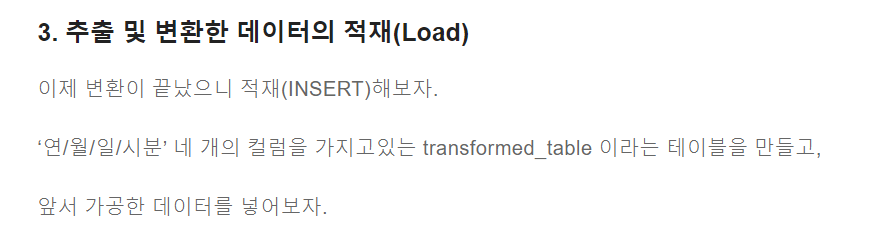 3. 추출 및 변환한 데이터의 적재(Load)
이제 변환이 끝났으니 적재(INSERT)해보자.
‘연/월/일/시분’ 네 개의 컬럼을 가지고있는 transformed_table 이라는 테이블을 만들고,
앞서 가공한 데이터를 넣어보자.